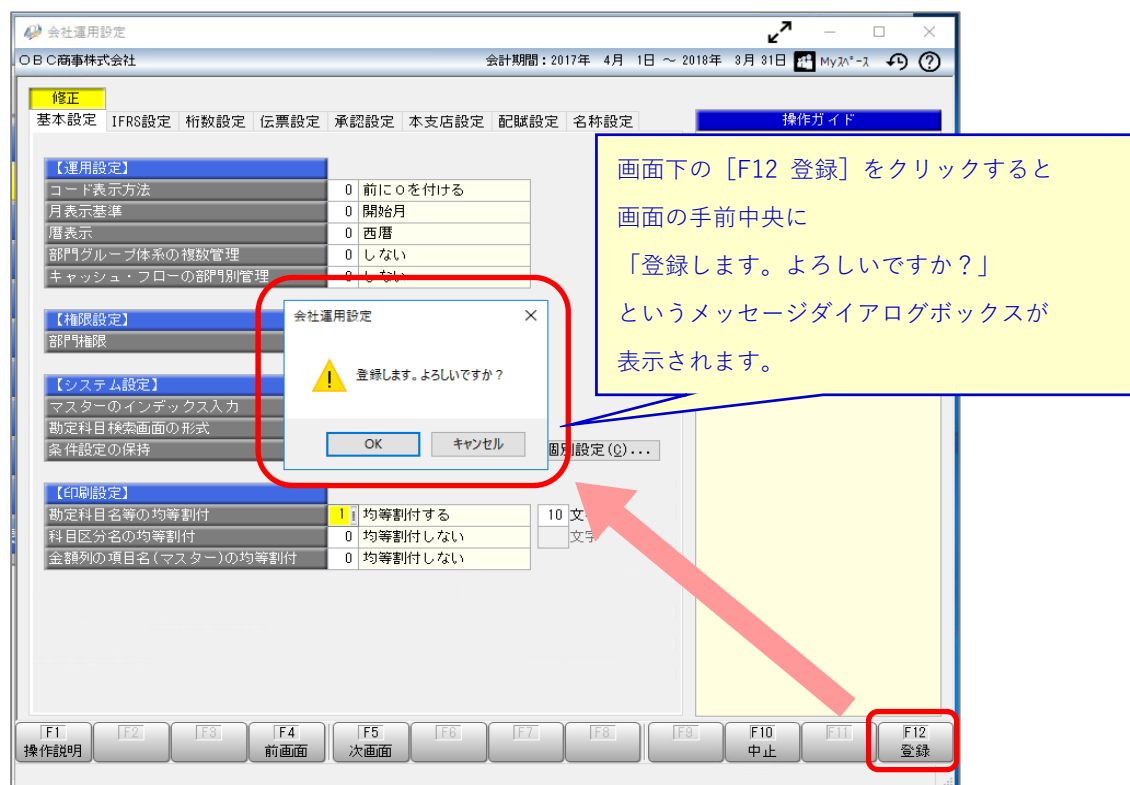 会社運用設定
OBC商事株式会社 会計期間：2017年 4月 1日 ～ 2018年 3月31日 Myｽﾍﾟｰｽ
修正
基本設定 IFRS設定 桁数設定 伝票設定 承認設定 本支店設定 配賦設定 名称設定 操作ガイド
【運用設定】
コード表示方法 0 前に０を付ける
月表示基準 0 開始月
暦表示 0 西暦
部門グループ体系の複数管理 0 しない
キャッシュ・フローの部門別管理 0 しない
【権限設定】
部門権限
【システム設定】
マスターのインデックス入力
勘定科目検索画面の形式
条件設定の保持 個別設定(C)...
【印刷設定】
勘定科目名等の均等割付 1 均等割付する 10 文字
科目区分名の均等割付 0 均等割付しない 文字
金額列の項目名(マスター)の均等割付 0 均等割付しない
会社運用設定
登録します。よろしいですか？
OK キャンセル
画面下の［F12 登録］をクリックすると
画面の手前中央に
「登録します。よろしいですか？」
というメッセージダイアログボックスが
表示されます。
F1 F2 F3 F4 F5 F6 F7 F8 F9 F10 F11 F12
操作説明 前画面 次画面 中止 登録